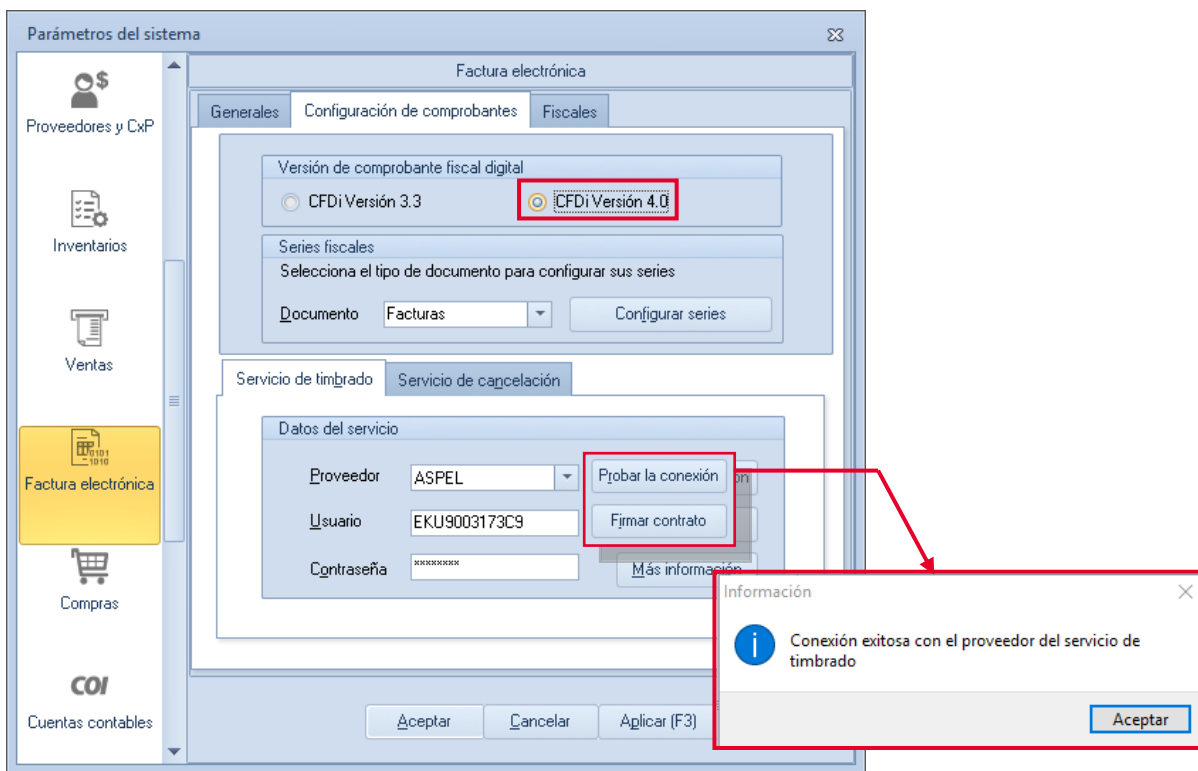 Parámetros del sistema
Proveedores y CxP
Inventarios
Ventas
0101
1010
Factura electrónica
Compras
COI
Cuentas contables
Factura electrónica
Generales
Configuración de comprobantes
Fiscales
Versión de comprobante fiscal digital
CFDi Versión 3.3
CFDi Versión 4.0
Series fiscales
Selecciona el tipo de documento para configurar sus series
Documento
Facturas
Configurar series
Servicio de timbrado
Servicio de cancelación
Datos del servicio
Proveedor
ASPEL
Probar la conexión
Usuario
EKU9003173C9
Firmar contrato
Contraseña
********
Más información
Aceptar
Cancelar
Aplicar (F3)
Información
Conexión exitosa con el proveedor del servicio de
timbrado
Aceptar